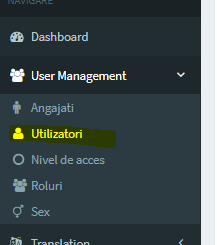 NAVIGARE
Dashboard
User Management
Angajati
Utilizatori
Nivel de acces
Roluri
Sex
Translation